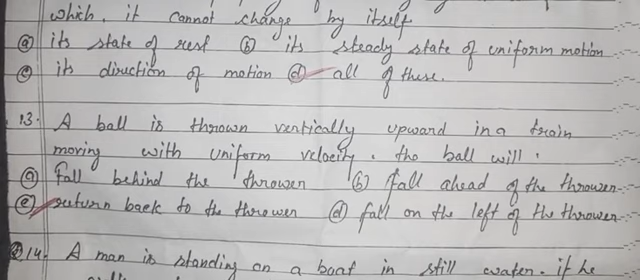 which, it cannot change by itself
(a) its state of rest (b) its steady state of uniform motion
(c) its direction of motion (d) all of these.
13. A ball is thrown vertically upward in a train
moving with uniform velocity. the ball will.
(a) fall behind the thrower (b) fall ahead of the thrower
(c) return back to the thrower (d) fall on the left of the thrower
14. A man is standing on a boat in still water. if he